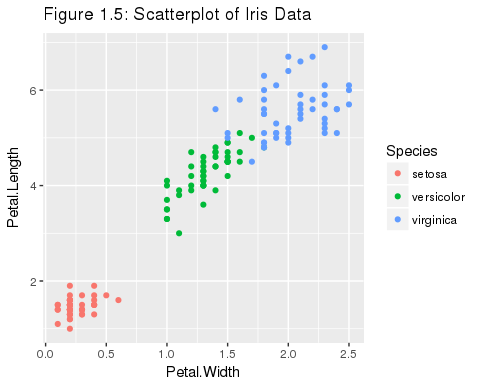 Figure 1.5: Scatterplot of Iris Data
6
4
2
Petal.Length
0.0 0.5 1.0 1.5 2.0 2.5
Petal.Width
Species
setosa
versicolor
virginica